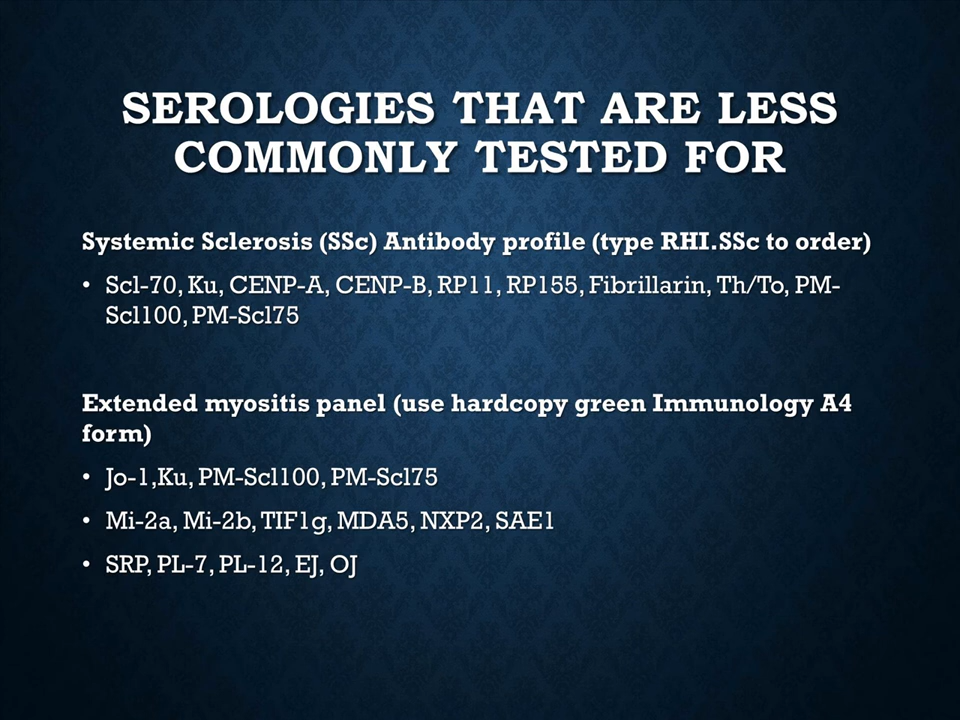 SEROLOGIES THAT ARE LESS
COMMONLY TESTED FOR
Systemic Sclerosis (SSc) Antibody profile (type RHI.SSc to order)
• Scl-70, Ku, CENP-A, CENP-B, RP11, RP155, Fibrillarin, Th/To, PM-
Scl100, PM-Scl75
Extended myositis panel (use hardcopy green Immunology A4
form)
• Jo-1,Ku, PM-Scl100, PM-Scl75
• Mi-2a, Mi-2b, TIF1g, MDA5, NXP2, SAE1
• SRP, PL-7, PL-12, EJ, OJ